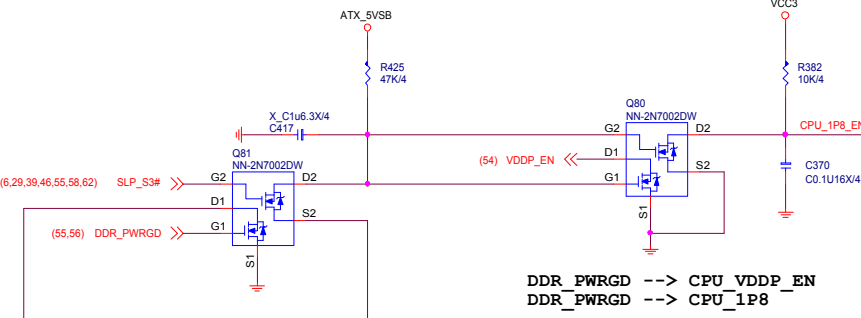 VCC3
ATX_5VSB
R425
47K/4
R382
10K/4
X_C1u6.3X/4
C417
Q80
NN-2N7002DW
G2
D2
CPU_1P8_EN
Q81
NN-2N7002DW
(54) VDDP_EN
D1
S2
C370
C0.1U16X/4
(6,29,39,46,55,58,62) SLP_S3#
G2
D2
G1
D1
S2
S1
(55,56) DDR_PWRGD
G1
S1
DDR_PWRGD --> CPU_VDDP_EN
DDR_PWRGD --> CPU_1P8